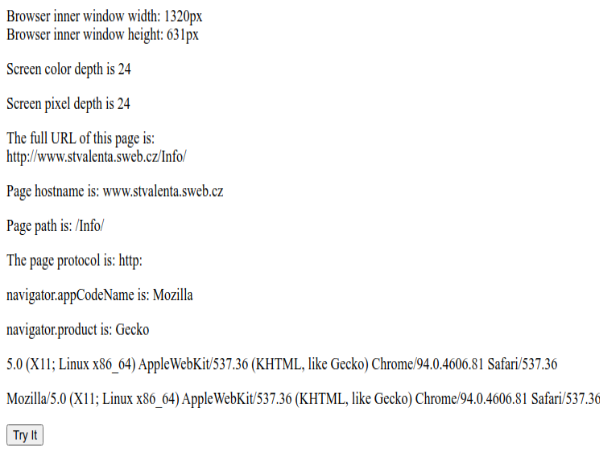 Browser inner window width: 1320px
Browser inner window height: 631px
Screen color depth is 24
Screen pixel depth is 24
The full URL of this page is:
http://www.stvalenta.sweb.cz/Info/
Page hostname is: www.stvalenta.sweb.cz
Page path is: /Info/
The page protocol is: http:
navigator.appCodeName is: Mozilla
navigator.product is: Gecko
5.0 (X11; Linux x86_64) AppleWebKit/537.36 (KHTML, like Gecko) Chrome/94.0.4606.81 Safari/537.36
Mozilla/5.0 (X11; Linux x86_64) AppleWebKit/537.36 (KHTML, like Gecko) Chrome/94.0.4606.81 Safari/537.36
Try It